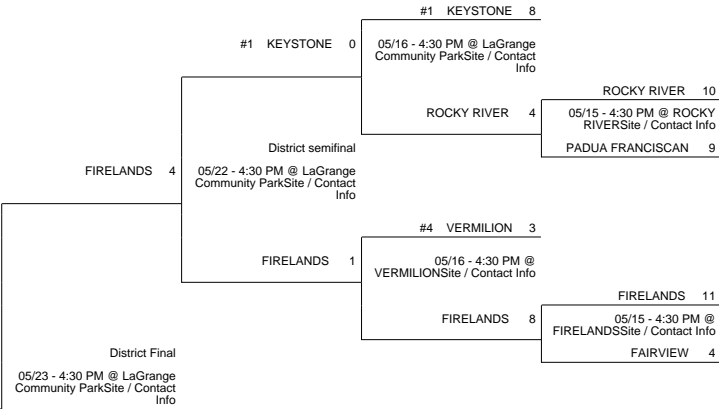 #1 KEYSTONE 8
#1 KEYSTONE 0
05/16 - 4:30 PM @ LaGrange
Community ParkSite / Contact
Info
ROCKY RIVER 10
ROCKY RIVER 4
05/15 - 4:30 PM @ ROCKY
RIVERSite / Contact Info
PADUA FRANCISCAN 9
District semifinal
FIRELANDS 4
05/22 - 4:30 PM @ LaGrange
Community ParkSite / Contact
Info
#4 VERMILION 3
FIRELANDS 1
05/16 - 4:30 PM @
VERMILIONSite / Contact Info
FIRELANDS 11
FIRELANDS 8
05/15 - 4:30 PM @
FIRELANDSSite / Contact Info
FAIRVIEW 4
District Final
05/23 - 4:30 PM @ LaGrange
Community ParkSite / Contact
Info